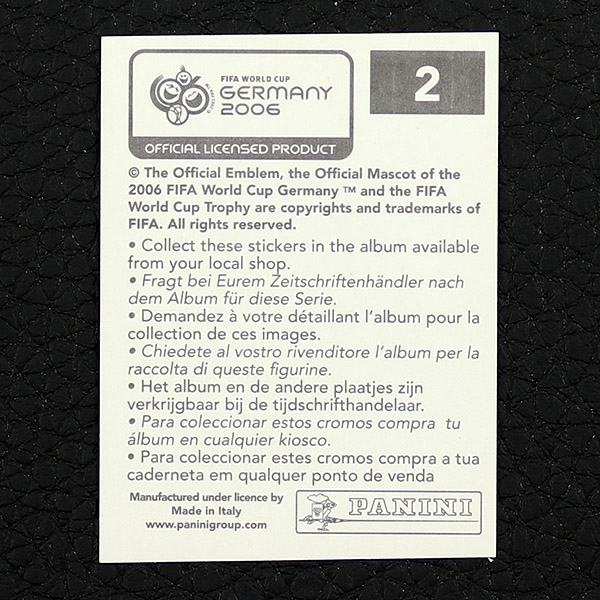 FIFA WORLD CUP
GERMANY
2006
OFFICIAL LICENSED PRODUCT
2
© The Official Emblem, the Official Mascot of the
2006 FIFA World Cup Germany ™ and the FIFA
World Cup Trophy are copyrights and trademarks of
FIFA. All rights reserved.
• Collect these stickers in the album available
from your local shop.
• Fragt bei Eurem Zeitschriftenhändler nach
dem Album für diese Serie.
• Demandez à votre détaillant l'album pour la
collection de ces images.
• Chiedete al vostro rivenditore l'album per la
raccolta di queste figurine.
• Het album en de andere plaatjes zijn
verkrijgbaar bij de tijdschrifthandelaar.
• Para coleccionar estos cromos compra tu
álbum en cualquier kiosco.
• Para coleccionar estes cromos compra a tua
caderneta em qualquer ponto de venda
Manufactured under licence by
Made in Italy
www.paninigroup.com
PANINI